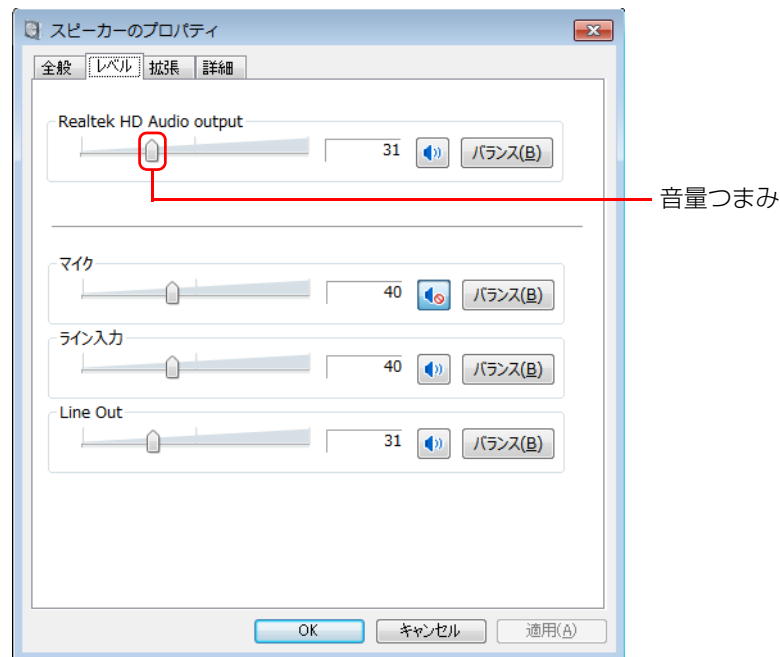 スピーカーのプロパティ
全般 レベル 拡張 詳細
Realtek HD Audio output
31 バランス(B)
音量つまみ
マイク
40 バランス(B)
ライン入力
40 バランス(B)
Line Out
31 バランス(B)
OK キャンセル 適用(A)